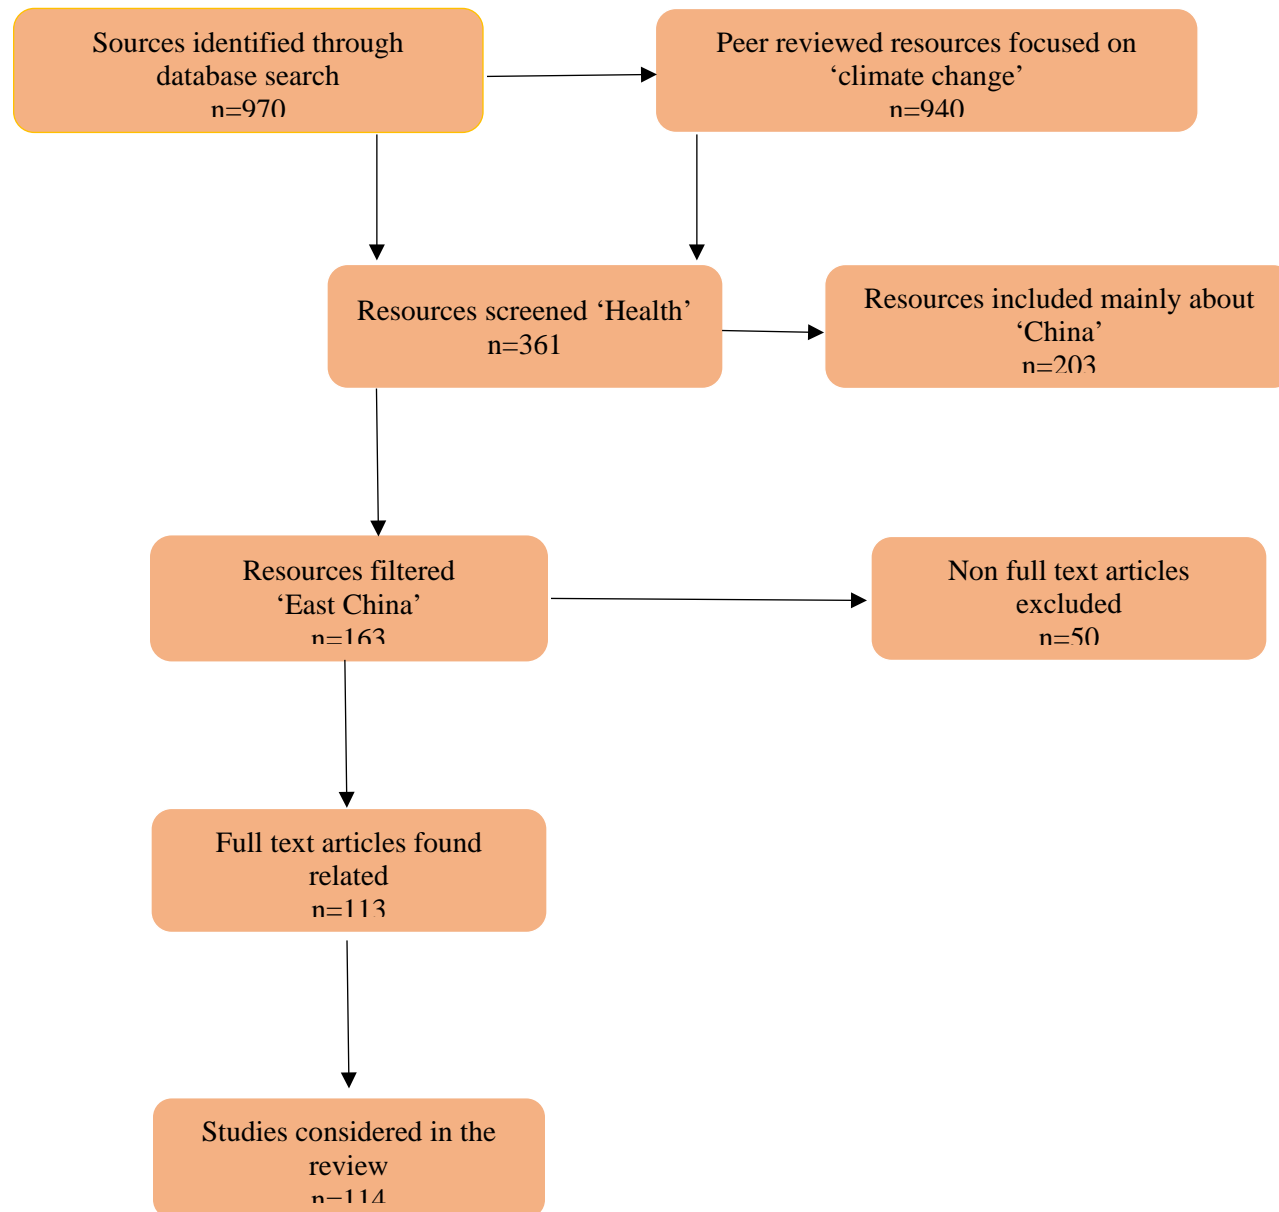 Sources identified through
database search
n=970
Peer reviewed resources focused on
‘climate change’
n=940
Resources screened ‘Health’
n=361
Resources included mainly about
‘China’
n=203
Resources filtered
‘East China’
n=163
Non full text articles
excluded
n=50
Full text articles found
related
n=113
Studies considered in the
review
n=114